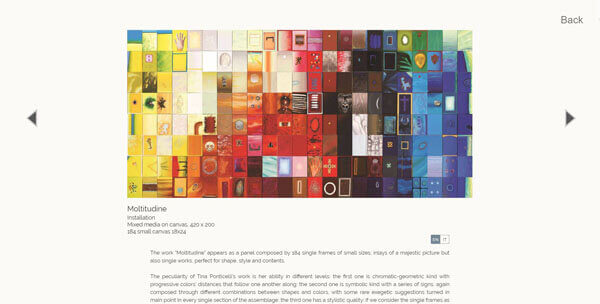 Back
Moltitudine
Installation
Mixed media on canvas, 420 x 200
184 small canvas 18x24
EN IT
The work "Moltitudine" appears as a panel composed by 184 single frames of small sizes; inlays of a majestic picture but
also single works, perfect for shape, style and contents.
The peculiarity of Tina Ponticelli's work is her ability in different levels: the first one is chromatic-geometric kind with
progressive colors' distances that follow one another along; the second one is symbolic kind with a series of signs, again
composed through different combinations between shapes and colors, with some raw exegetic suggestions turned in
main point in every single section of the assemblage; the third one has a stylistic quality: if we consider the single frames as